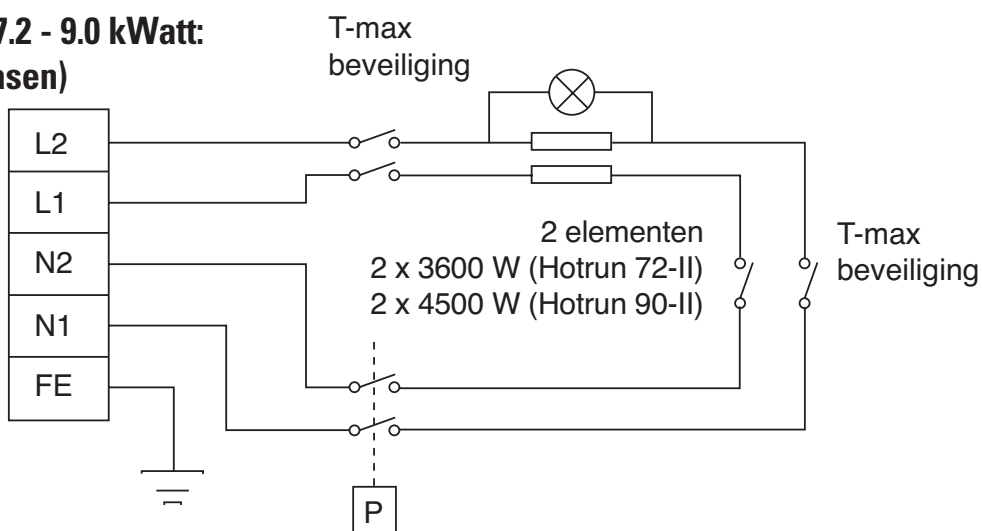 7.2 - 9.0 kWatt:
T-max
beveiliging
L2
L1
N2
N1
FE
2 elementen
2 x 3600 W (Hotrun 72-II)
2 x 4500 W (Hotrun 90-II)
T-max
beveiliging
P